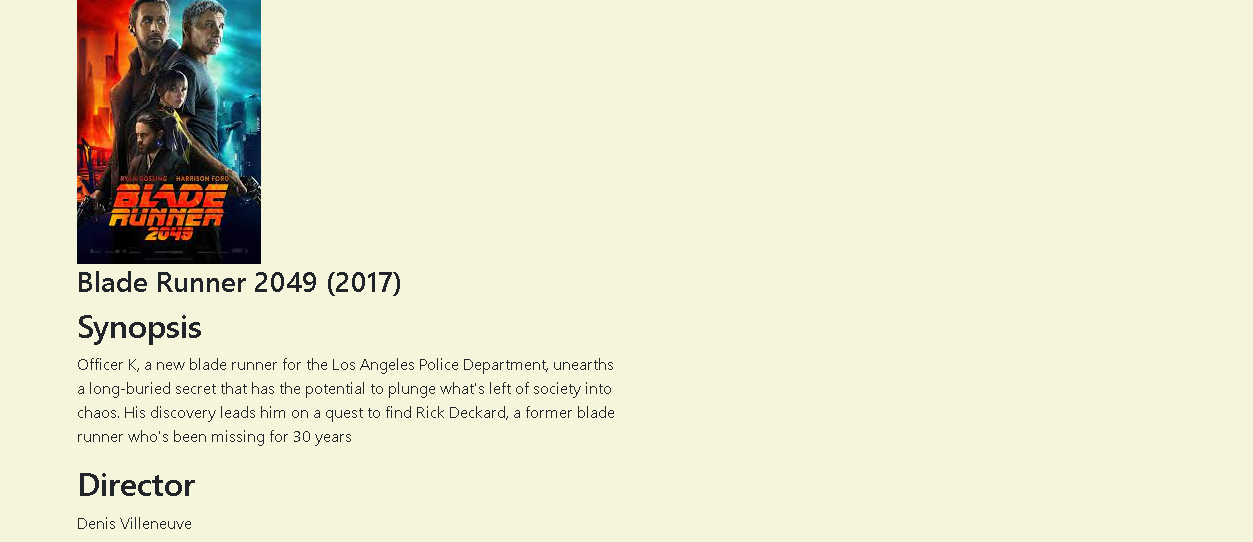 RYAN GOSLING HARRISON FORD
BLADE
RUNNER
2049
Blade Runner 2049 (2017)
Synopsis
Officer K, a new blade runner for the Los Angeles Police Department, unearths
a long-buried secret that has the potential to plunge what's left of society into
chaos. His discovery leads him on a quest to find Rick Deckard, a former blade
runner who's been missing for 30 years
Director
Denis Villeneuve